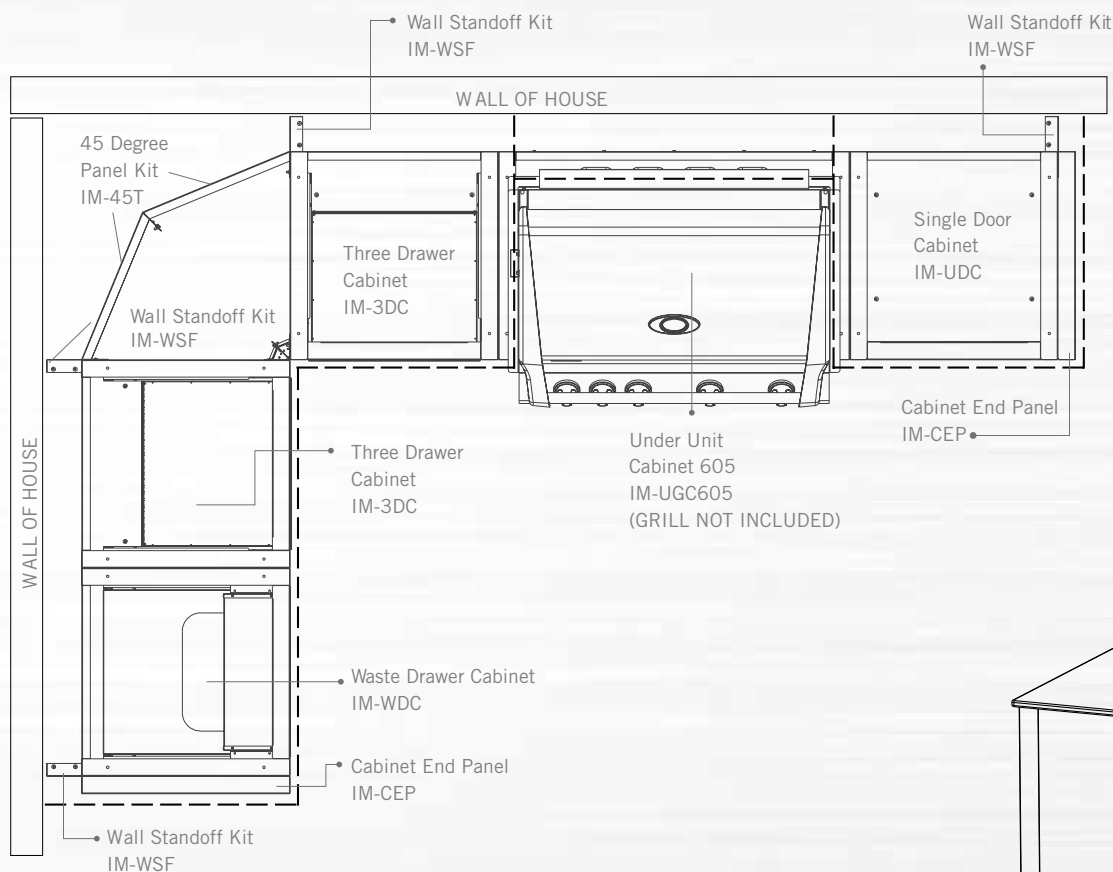 Wall Standoff Kit
IM-WSF
Wall Standoff Kit
IM-WSF
WALL OF HOUSE
45 Degree
Panel Kit
IM-45T
Three Drawer
Cabinet
IM-3DC
Single Door
Cabinet
IM-UDC
Wall Standoff Kit
IM-WSF
Cabinet End Panel
IM-CEP
Under Unit
Cabinet 605
IM-UGC605
(GRILL NOT INCLUDED)
Three Drawer
Cabinet
IM-3DC
WALL OF HOUSE
Waste Drawer Cabinet
IM-WDC
Cabinet End Panel
IM-CEP
Wall Standoff Kit
IM-WSF